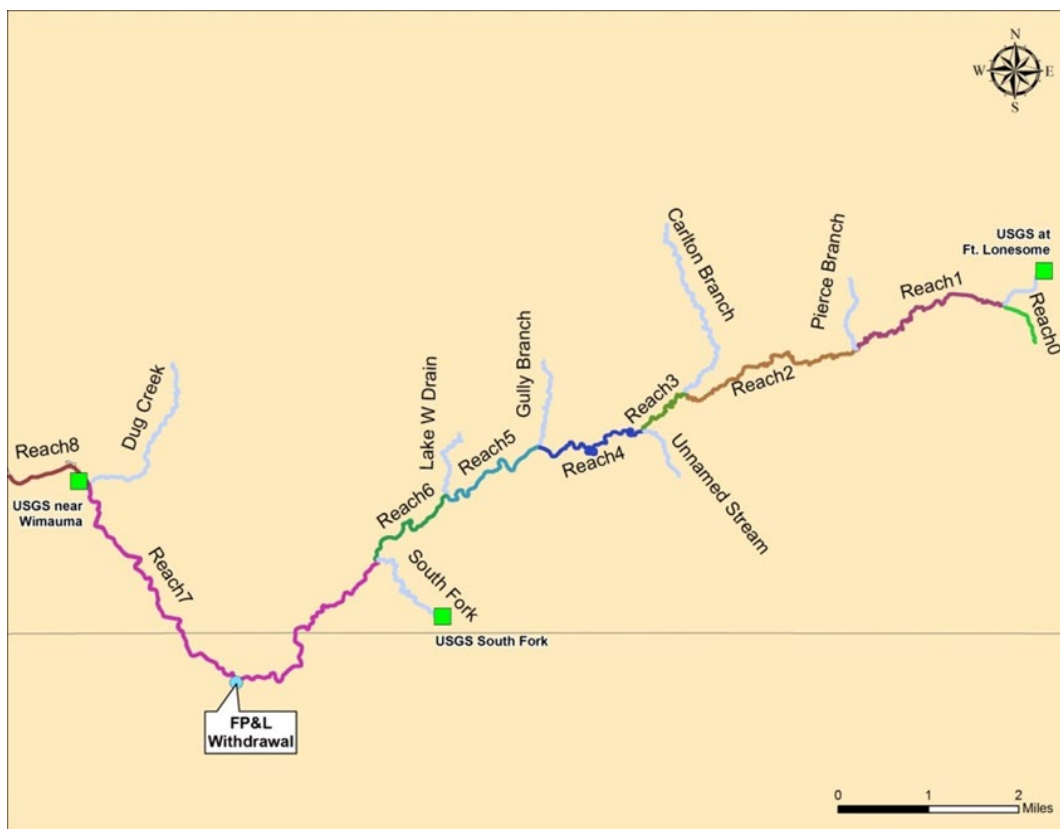 N
W
E
S
USGS at
Ft. Lonesome
Carlton Branch
Pierce Branch
Reach1
Reach0
Reach2
Reach3
Gully Branch
Dug Creek
Lake W Drain
Reach5
Reach4
Unnamed Stream
Reach8
USGS near
Wimauma
Reach6
Reach7
South Fork
USGS South Fork
FP&L
Withdrawal
0 1 2
Miles